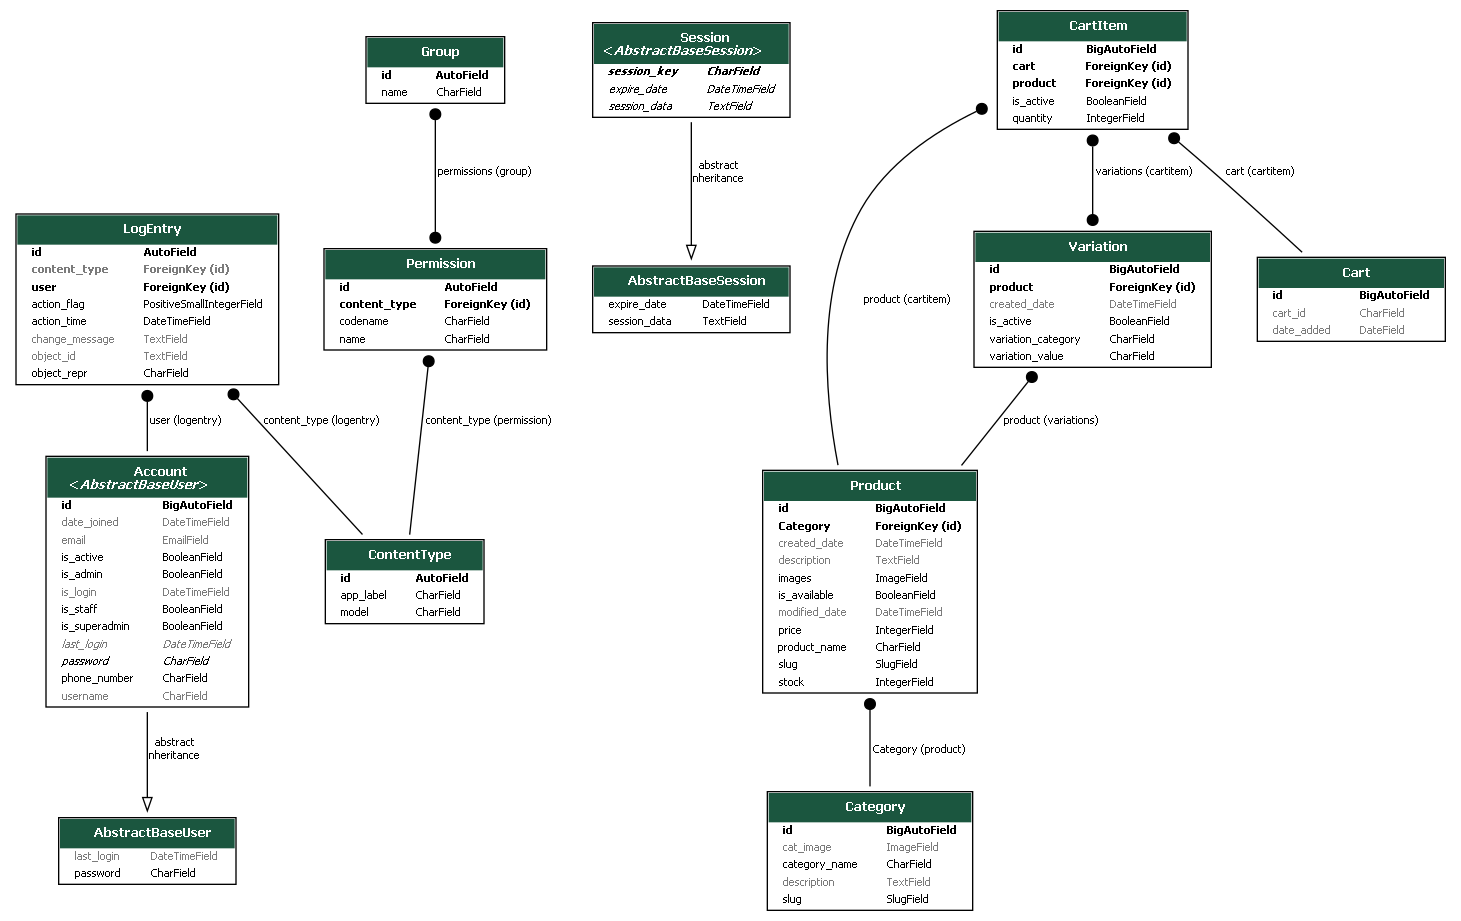 Group
id AutoField
name CharField
permissions (group)
Session
<AbstractBaseSession>
session_key CharField
expire_date DateTimeField
session_data TextField
abstract
nheritance
AbstractBaseSession
expire_date DateTimeField
session_data TextField
CartItem
id BigAutoField
cart ForeignKey (id)
product ForeignKey (id)
is_active BooleanField
quantity IntegerField
variations (cartitem)
cart (cartitem)
product (cartitem)
LogEntry
id AutoField
content_type ForeignKey (id)
user ForeignKey (id)
action_flag PositiveSmallIntegerField
action_time DateTimeField
change_message TextField
object_id TextField
object_repr CharField
Permission
id AutoField
content_type ForeignKey (id)
codename CharField
name CharField
Variation
id BigAutoField
product ForeignKey (id)
created_date DateTimeField
is_active BooleanField
variation_category CharField
variation_value CharField
Cart
id BigAutoField
cart_id CharField
date_added DateField
user (logentry)
content_type (logentry)
content_type (permission)
product (variations)
Account
<AbstractBaseUser>
id BigAutoField
date_joined DateTimeField
email EmailField
is_active BooleanField
is_admin BooleanField
is_login DateTimeField
is_staff BooleanField
is_superadmin BooleanField
last_login DateTimeField
password CharField
phone_number CharField
username CharField
ContentType
id AutoField
app_label CharField
model CharField
Product
id BigAutoField
Category ForeignKey (id)
created_date DateTimeField
description TextField
images ImageField
is_available BooleanField
modified_date DateTimeField
price IntegerField
product_name CharField
slug SlugField
stock IntegerField
abstract
nheritance
Category (product)
AbstractBaseUser
last_login DateTimeField
password CharField
Category
id BigAutoField
cat_image ImageField
category_name CharField
description TextField
slug SlugField